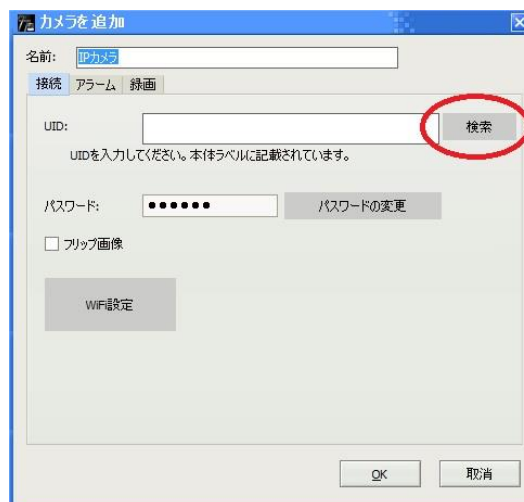 カメラを追加
名前: IPカメラ
接続 アラーム 録画
UID: 検索
UIDを入力してください。本体ラベルに記載されています。
パスワード: ●●●●●● パスワードの変更
フリップ画像
WiFi設定
OK 取消